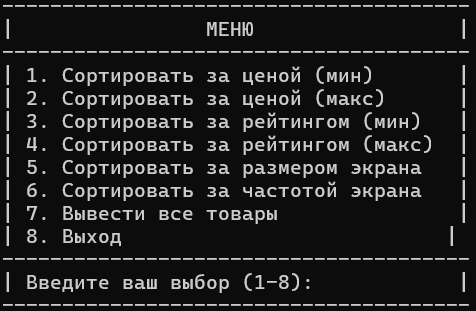 ---------------------------------------
|                МЕНЮ                 |
---------------------------------------
| 1. Сортировать за ценой (мин)       |
| 2. Сортировать за ценой (макс)      |
| 3. Сортировать за рейтингом (мин)   |
| 4. Сортировать за рейтингом (макс)  |
| 5. Сортировать за размером экрана   |
| 6. Сортировать за частотой экрана   |
| 7. Вывести все товары               |
| 8. Выход                           |
---------------------------------------
| Введите ваш выбор (1-8):            |
---------------------------------------